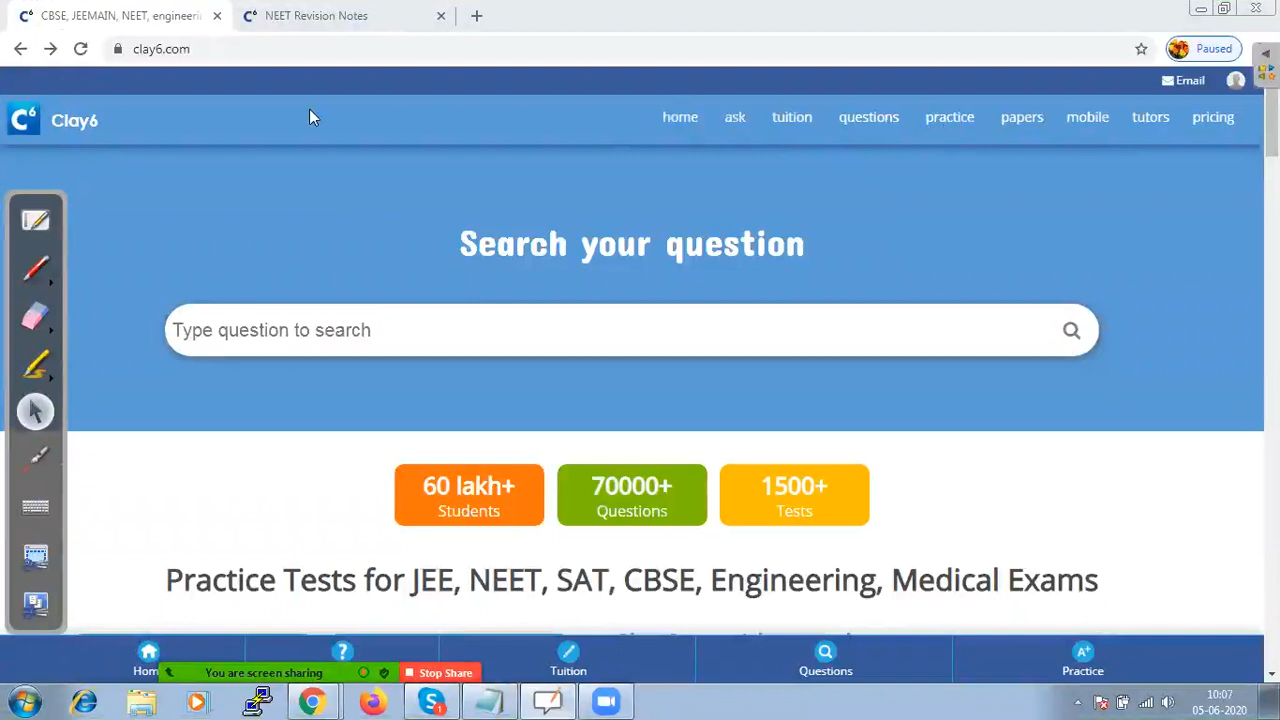 CBSE, JEEMAIN, NEET, engineeri
NEET Revision Notes
clay6.com
Paused
Email
C6 Clay6
home ask tuition questions practice papers mobile tutors pricing
Search your question
Type question to search
60 lakh+
Students
70000+
Questions
1500+
Tests
Practice Tests for JEE, NEET, SAT, CBSE, Engineering, Medical Exams
Hom
Tuition
Questions
Practice
You are screen sharing
Stop Share
10:07
05-06-2020